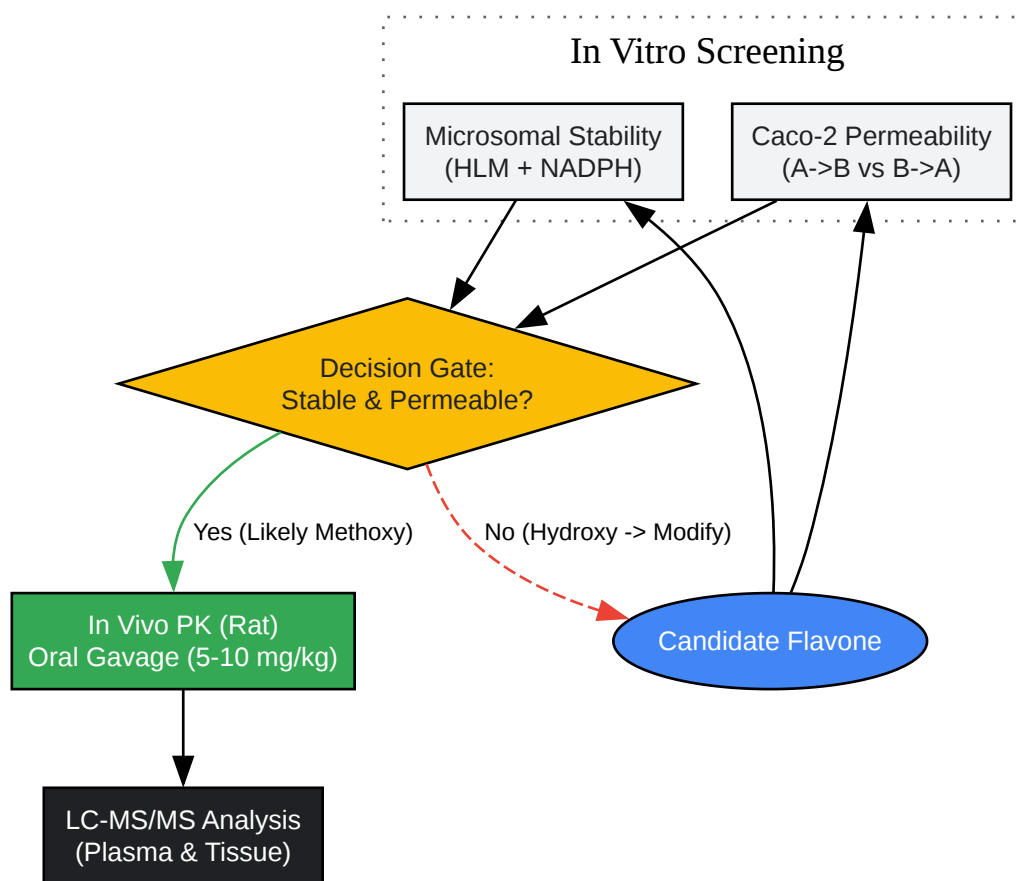 In Vitro Screening
Microsomal Stability
(HLM + NADPH)
Caco-2 Permeability
(A->B vs B->A)
Decision Gate:
Stable & Permeable?
Yes (Likely Methoxy)
No (Hydroxy -> Modify)
In Vivo PK (Rat)
Oral Gavage (5-10 mg/kg)
Candidate Flavone
LC-MS/MS Analysis
(Plasma & Tissue)